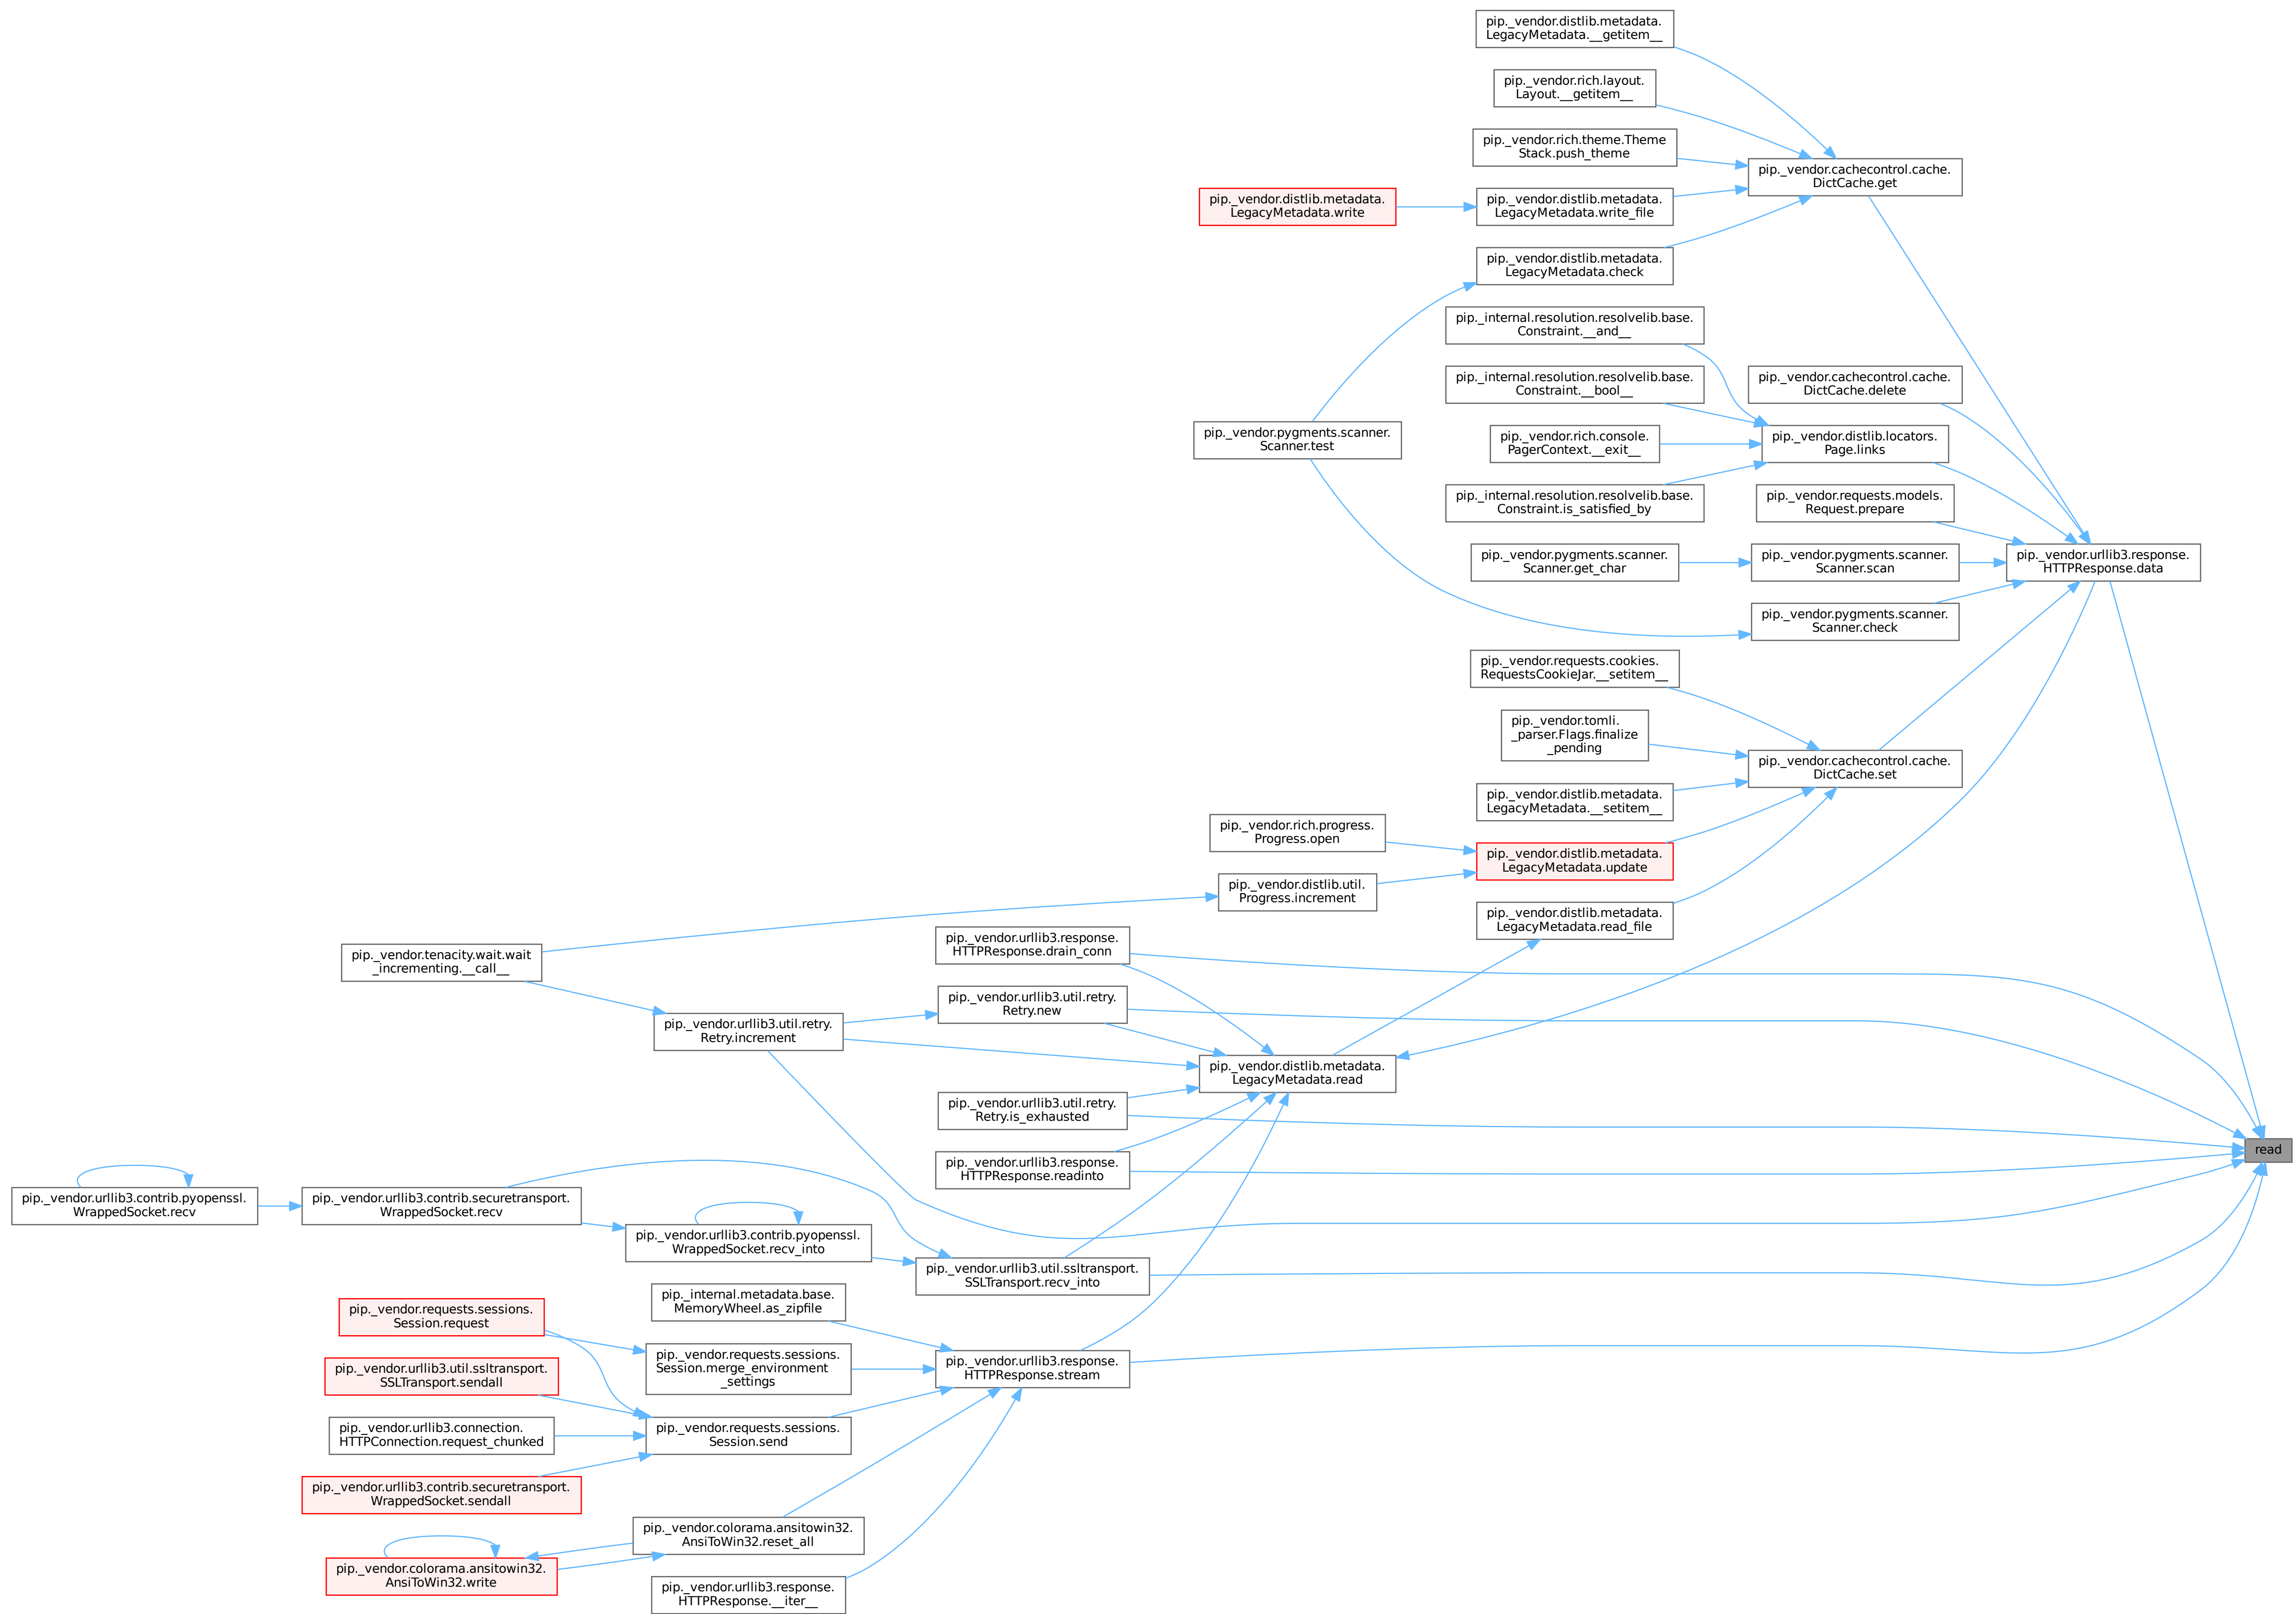 pip._vendor.distlib.metadata.
LegacyMetadata.__getitem__
pip._vendor.rich.layout.
Layout.__getitem__
pip._vendor.rich.theme.Theme
Stack.push_theme
pip._vendor.cachecontrol.cache.
DictCache.get
pip._vendor.distlib.metadata.
LegacyMetadata.write
pip._vendor.distlib.metadata.
LegacyMetadata.write_file
pip._vendor.distlib.metadata.
LegacyMetadata.check
pip._internal.resolution.resolvelib.base.
Constraint.__and__
pip._internal.resolution.resolvelib.base.
Constraint.__bool__
pip._vendor.cachecontrol.cache.
DictCache.delete
pip._vendor.pygments.scanner.
Scanner.test
pip._vendor.rich.console.
PagerContext.__exit__
pip._vendor.distlib.locators.
Page.links
pip._internal.resolution.resolvelib.base.
Constraint.is_satisfied_by
pip._vendor.requests.models.
Request.prepare
pip._vendor.pygments.scanner.
Scanner.get_char
pip._vendor.pygments.scanner.
Scanner.scan
pip._vendor.urllib3.response.
HTTPResponse.data
pip._vendor.pygments.scanner.
Scanner.check
pip._vendor.requests.cookies.
RequestsCookieJar.__setitem__
pip._vendor.tomli.
_parser.Flags.finalize
_pending
pip._vendor.cachecontrol.cache.
DictCache.set
pip._vendor.distlib.metadata.
LegacyMetadata.__setitem__
pip._vendor.rich.progress.
Progress.open
pip._vendor.distlib.metadata.
LegacyMetadata.update
pip._vendor.distlib.util.
Progress.increment
pip._vendor.distlib.metadata.
LegacyMetadata.read_file
pip._vendor.tenacity.wait.wait
_incrementing.__call__
pip._vendor.urllib3.response.
HTTPResponse.drain_conn
pip._vendor.urllib3.util.retry.
Retry.new
pip._vendor.urllib3.util.retry.
Retry.increment
pip._vendor.distlib.metadata.
LegacyMetadata.read
pip._vendor.urllib3.util.retry.
Retry.is_exhausted
read
pip._vendor.urllib3.response.
HTTPResponse.readinto
pip._vendor.urllib3.contrib.pyopenssl.
WrappedSocket.recv
pip._vendor.urllib3.contrib.securetransport.
WrappedSocket.recv
pip._vendor.urllib3.contrib.pyopenssl.
WrappedSocket.recv_into
pip._vendor.urllib3.util.ssltransport.
SSLTransport.recv_into
pip._internal.metadata.base.
MemoryWheel.as_zipfile
pip._vendor.requests.sessions.
Session.request
pip._vendor.requests.sessions.
Session.merge_environment
_settings
pip._vendor.urllib3.response.
HTTPResponse.stream
pip._vendor.urllib3.util.ssltransport.
SSLTransport.sendall
pip._vendor.urllib3.connection.
HTTPConnection.request_chunked
pip._vendor.requests.sessions.
Session.send
pip._vendor.urllib3.contrib.securetransport.
WrappedSocket.sendall
pip._vendor.colorama.ansitowin32.
AnsiToWin32.reset_all
pip._vendor.colorama.ansitowin32.
AnsiToWin32.write
pip._vendor.urllib3.response.
HTTPResponse.__iter__